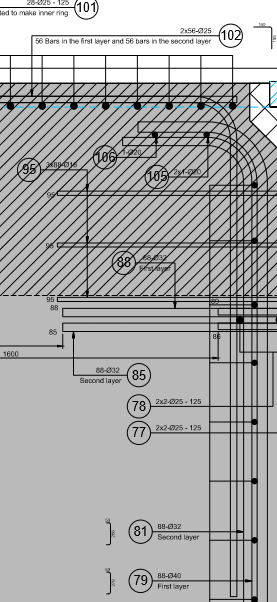 28-Ø25 - 125
101
ted to make inner ring
2x56-Ø25
102
56 Bars in the first layer and 56 bars in the second layer
106
1-Ø20
105
2x1-Ø20
95
3x88-Ø16
95
95
88
88-Ø32
First layer
95
88
85
86
1600
88-Ø32
85
Second layer
78
2x2-Ø25 - 125
77
2x2-Ø25 - 125
81
88-Ø32
Second layer
79
88-Ø40
First layer